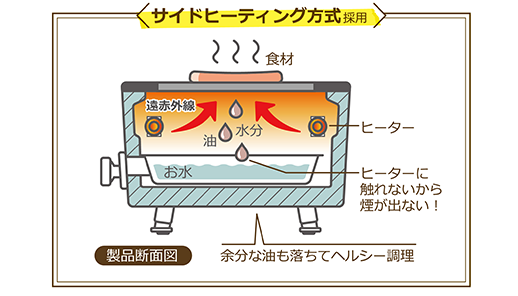 サイドヒーティング方式 採用
食材
遠赤外線
水分
油
ヒーター
お水
ヒーターに
触れないから
煙が出ない！
製品断面図
余分な油も落ちてヘルシー調理